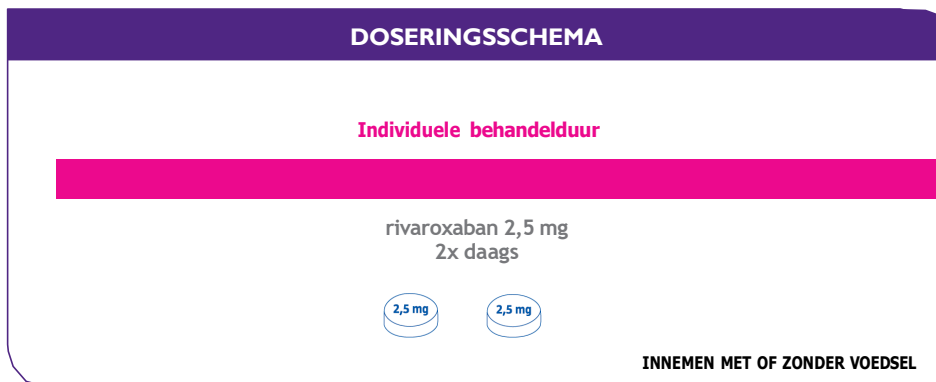 DOSERINGSSCHEMA
Individuele behandelduur
rivaroxaban 2,5 mg
2x daags
2,5 mg 2,5 mg
INNEMEN MET OF ZONDER VOEDSEL